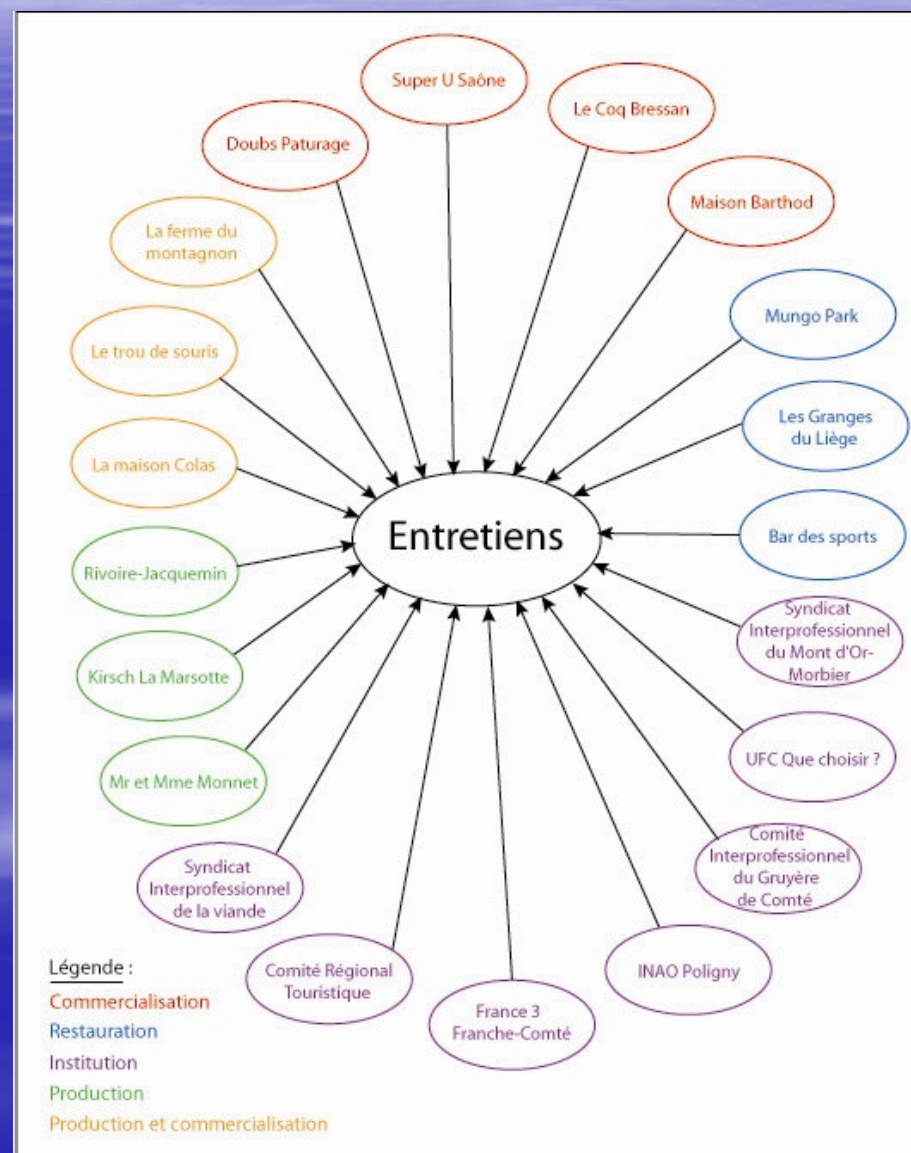 Super U Saône
Le Coq Bressan
Doubs Paturage
Maison Barthod
La ferme du
montagnon
Mungo Park
Le trou de souris
Les Granges
du Liège
La maison Colas
Entretiens
Bar des sports
Rivoire-Jacquemin
Syndicat
Interprofessionnel
du Mont d'Or-
Morbier
Kirsch La Marsotte
UFC Que choisir ?
Mr et Mme Monnet
Comité
Interprofessionnel
du Gruyère
de Comté
Syndicat
Interprofessionnel
de la viande
INAO Poligny
Comité Régional
Touristique
France 3
Franche-Comté
Légende :
Commercialisation
Restauration
Institution
Production
Production et commercialisation